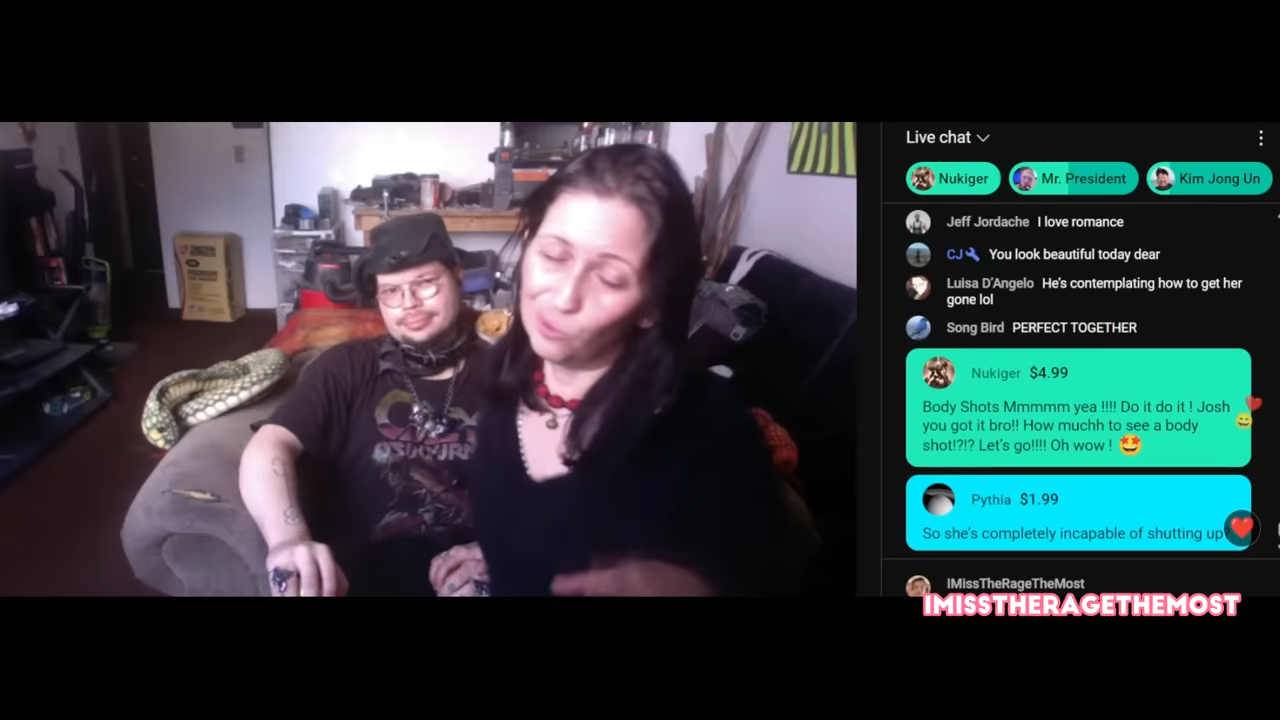 Live chat
Nukiger
Mr. President
Kim Jong Un
Jeff Jordache I love romance
CJ You look beautiful today dear
Luisa D'Angelo He's contemplating how to get her
gone lol
Song Bird PERFECT TOGETHER
Nukiger $4.99
Body Shots Mmmmm yea !!!! Do it do it ! Josh
you got it bro!! How muchh to see a body
shot!?!? Let's go!!!! Oh wow !
Pythia $1.99
So she's completely incapable of shutting up?
IMissTheRageTheMost
IMISSTHERAGETHEMOST